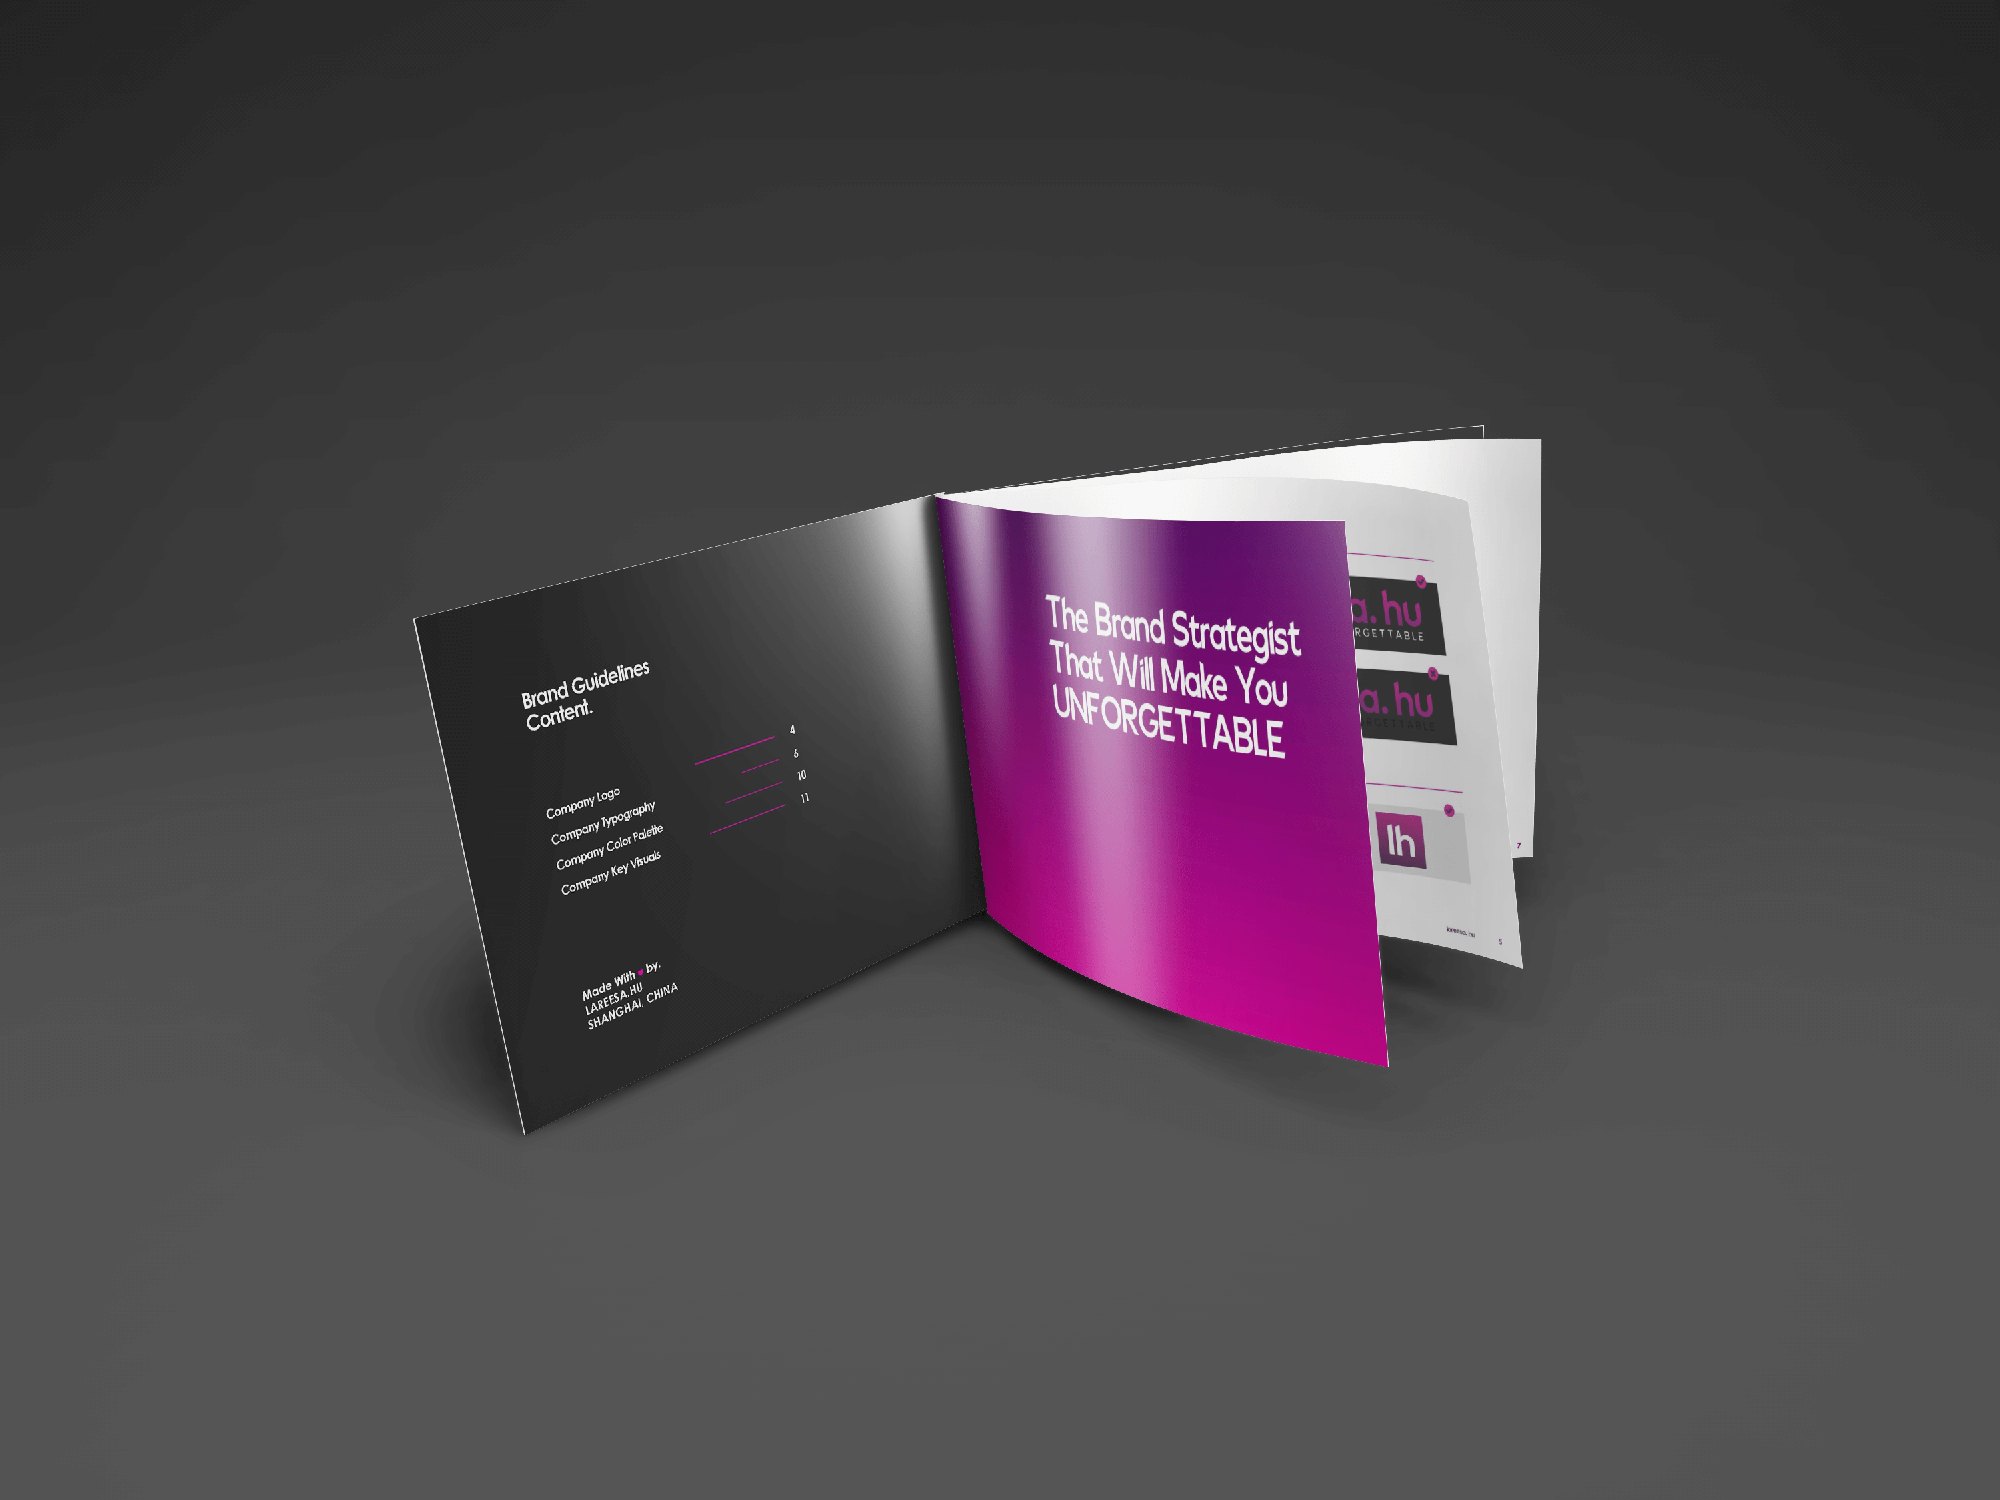 Brand Guidelines
Content.
Company Logo 4
Company Typography 6
Company Color Palette 10
Company Key Visuals 11
Made With by.
LAREESA.HU
SHANGHAI, CHINA
The Brand Strategist
That Will Make You
UNFORGETTABLE
a.hu
RGETTABLE
a.hu
RGETTABLE
lh
5
7